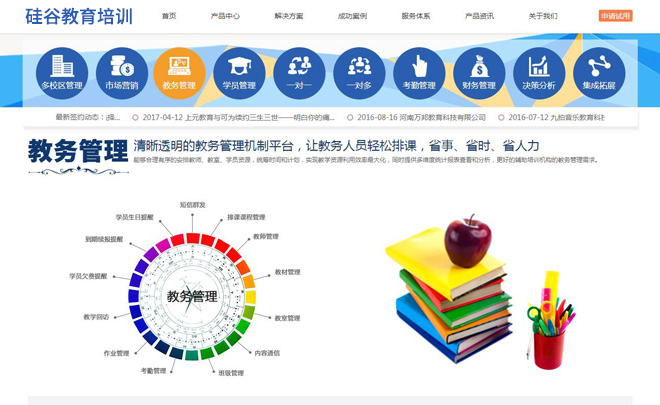 硅谷教育培训
首页 产品中心 解决方案 成功案例 服务体系 产品资讯 关于我们 申请试用
多校区管理 市场营销 教务管理 学员管理 一对一 一对多 考勤管理 财务管理 决策分析 集成拓展
最新签约动态： 2017-04-12 上元教育与可为续约三生三世——明白你的痛... 2016-08-16 河南万邦教育科技有限公司 2016-07-12 九拍音乐教育科技
教务管理 清晰透明的教务管理机制平台，让教务人员轻松排课，省事、省时、省人力
能够合理有序的安排教师、教室、学员资源，统筹时间和计划，实现教学资源利用效率最大化，同时提供多维度统计报表查看和分析，更好的辅助培训机构的教务管理需求。
短信群发
学员生日提醒 排课课程管理
到期续报提醒 教师管理
学员欠费提醒 教材管理
教务管理
教学回访 教室管理
作业管理 内容通信
考勤管理 班级管理